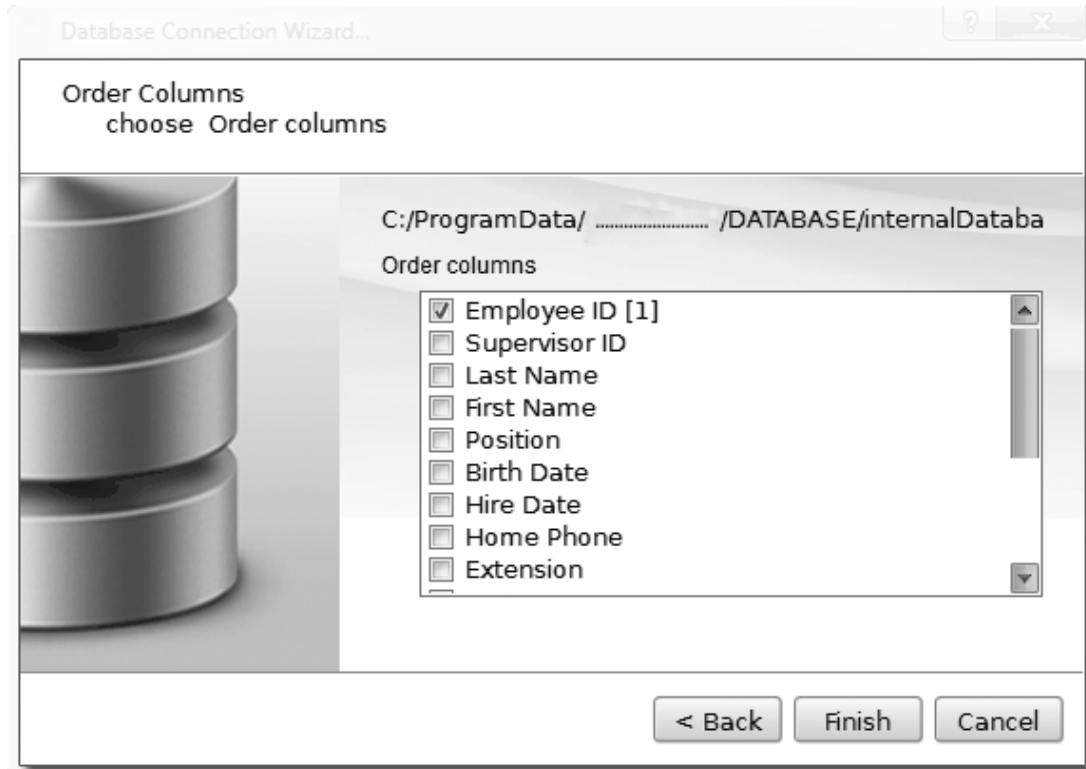 Database Connection Wizard...
Order Columns
choose Order columns
C:/ProgramData/ ............................ /DATABASE/internalDataba
Order columns
Employee ID [1]
Supervisor ID
Last Name
First Name
Position
Birth Date
Hire Date
Home Phone
Extension
< Back Finish Cancel